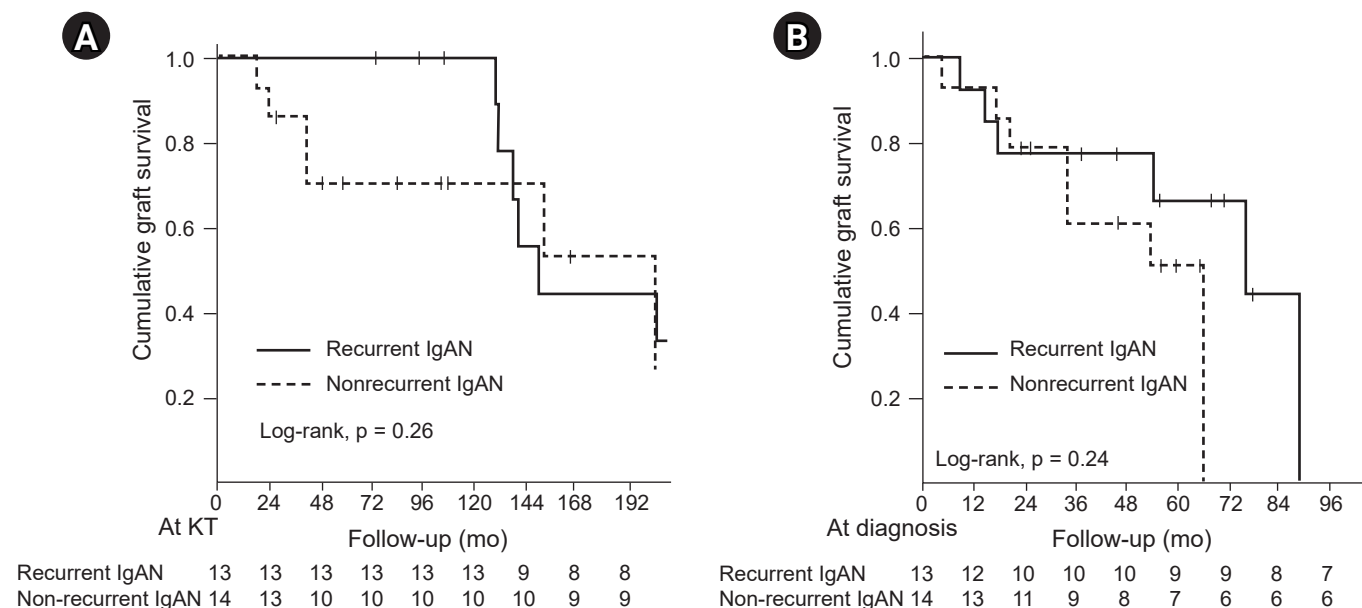 A
Cumulative graft survival
1.0
0.8
0.6
0.4
0.2
Recurrent IgAN
Nonrecurrent IgAN
Log-rank, p = 0.26
0 24 48 72 96 120 144 168 192
At KT
Follow-up (mo)
Recurrent IgAN 13 13 13 13 13 13 9 8 8
Non-recurrent IgAN 14 13 10 10 10 10 10 9 9
B
Cumulative graft survival
1.0
0.8
0.6
0.4
0.2
Recurrent IgAN
Nonrecurrent IgAN
Log-rank, p = 0.24
0 12 24 36 48 60 72 84 96
At diagnosis
Follow-up (mo)
Recurrent IgAN 13 12 10 10 10 9 9 8 7
Non-recurrent IgAN 14 13 11 9 8 7 6 6 6